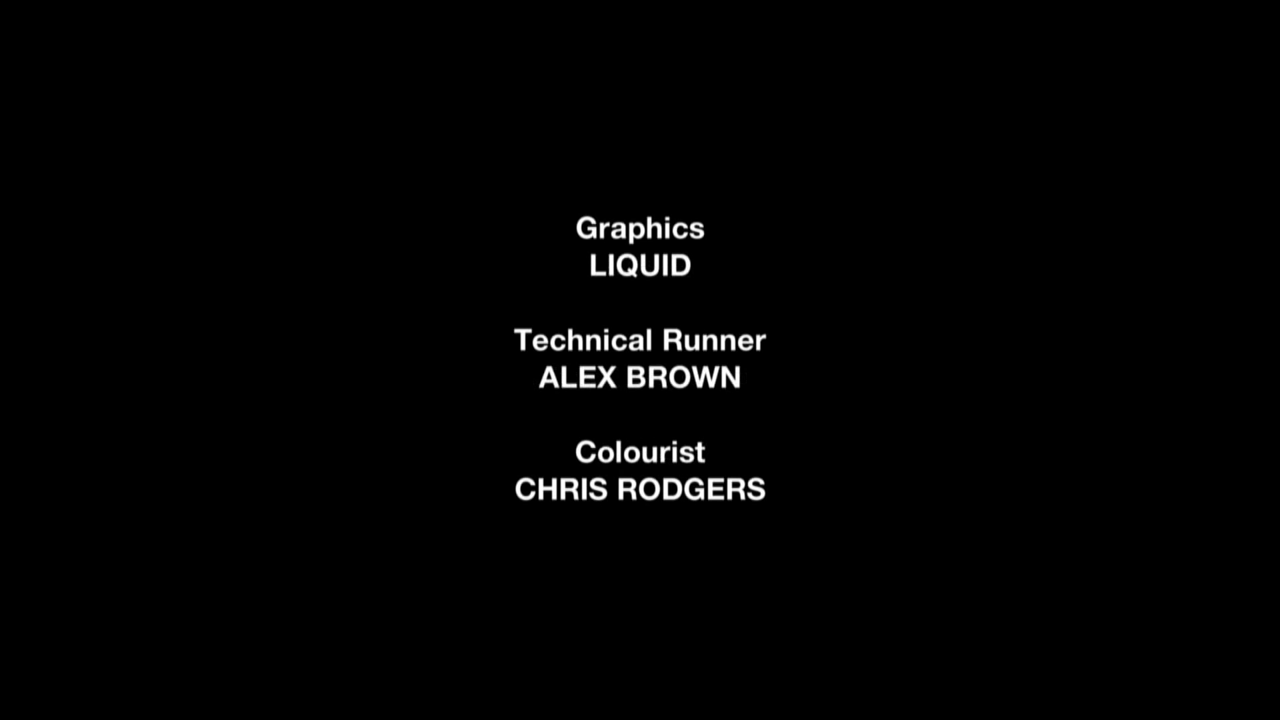 Graphics
LIQUID
Technical Runner
ALEX BROWN
Colourist
CHRIS RODGERS